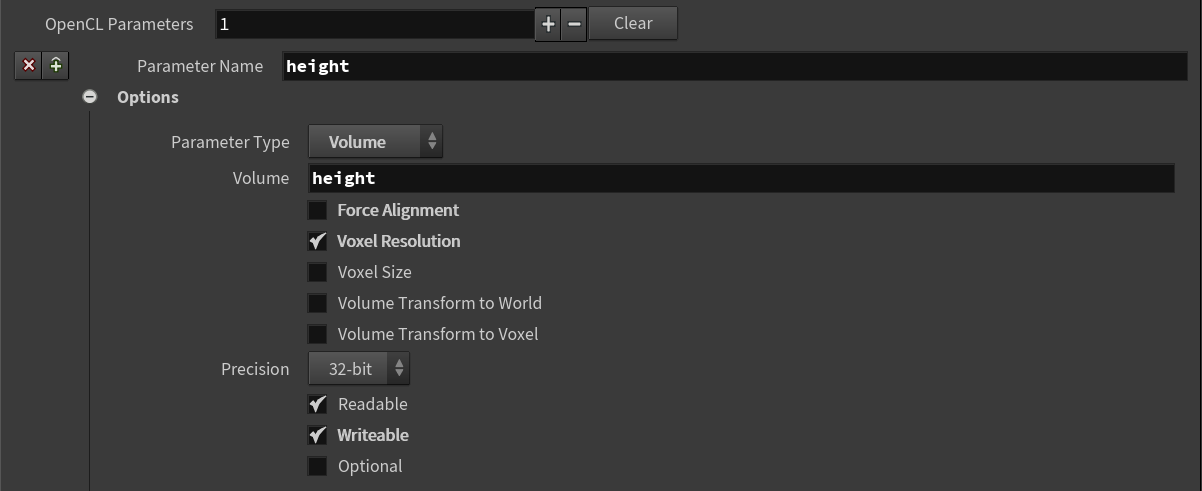 OpenCL Parameters 1 Clear
Parameter Name height
Options
Parameter Type Volume
Volume height
Force Alignment
Voxel Resolution
Voxel Size
Volume Transform to World
Volume Transform to Voxel
Precision 32-bit
Readable
Writeable
Optional